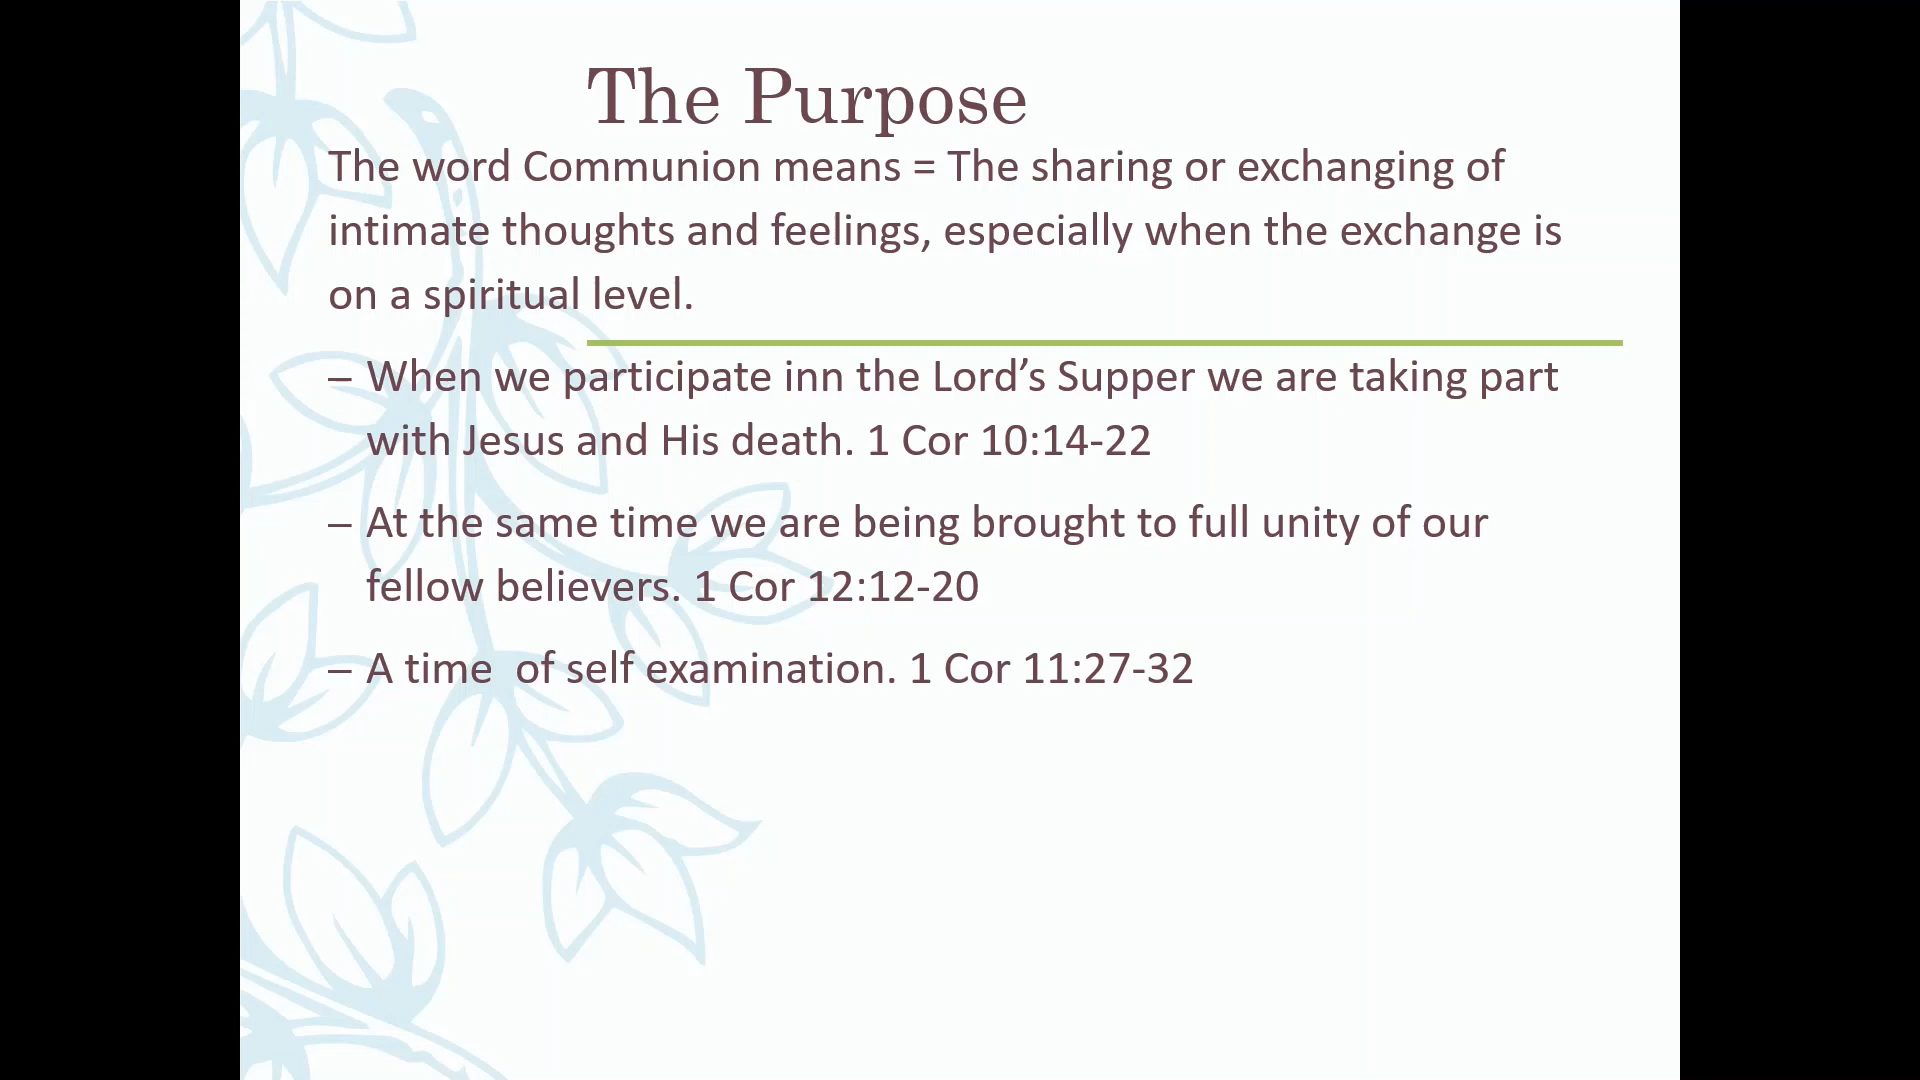 The Purpose
The word Communion means = The sharing or exchanging of
intimate thoughts and feelings, especially when the exchange is
on a spiritual level.
– When we participate inn the Lord’s Supper we are taking part
with Jesus and His death. 1 Cor 10:14-22
– At the same time we are being brought to full unity of our
fellow believers. 1 Cor 12:12-20
– A time  of self examination. 1 Cor 11:27-32